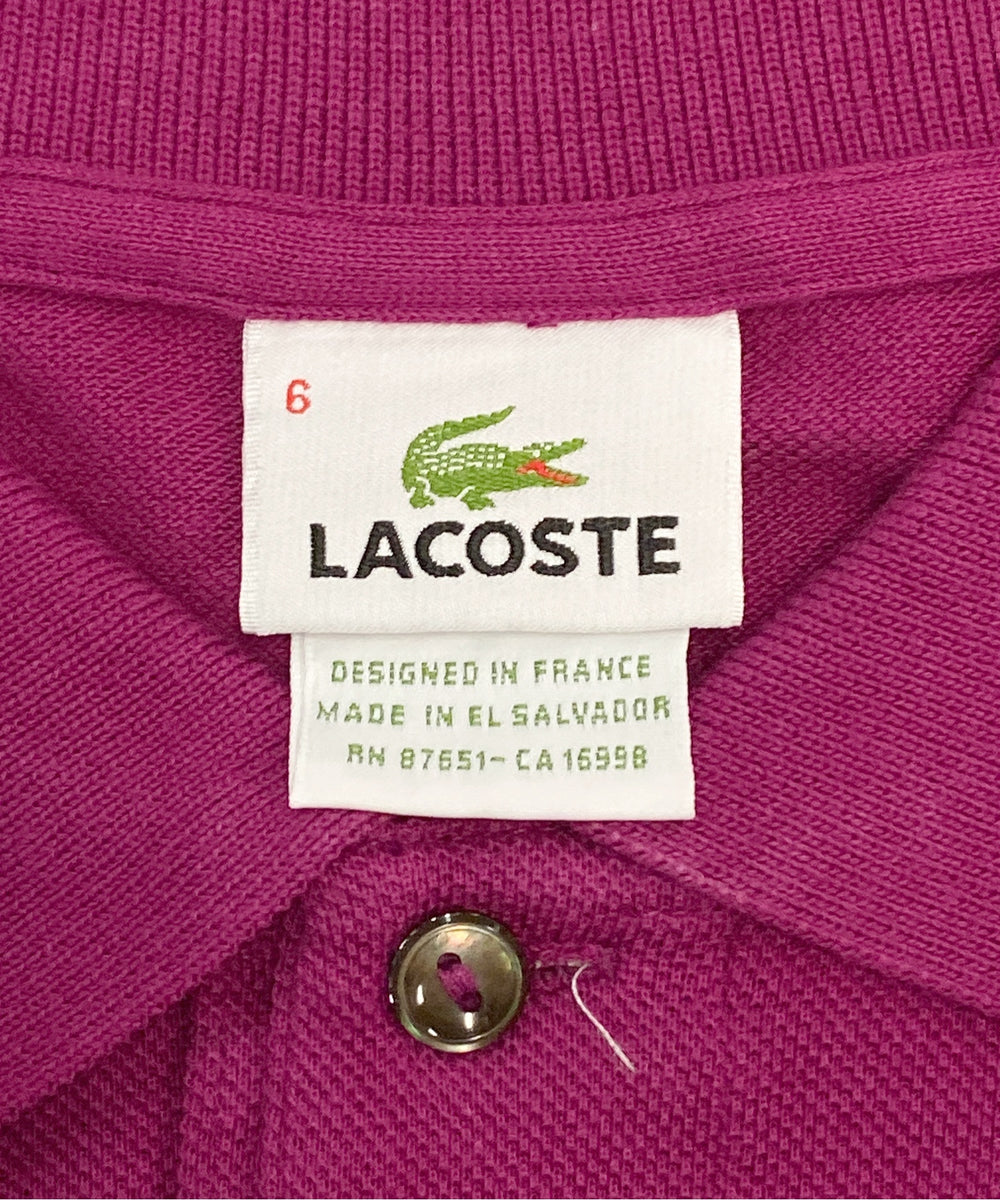 6
LACOSTE
DESIGNED IN FRANCE
MADE IN EL SALVADOR
RN 87651- CA 16998